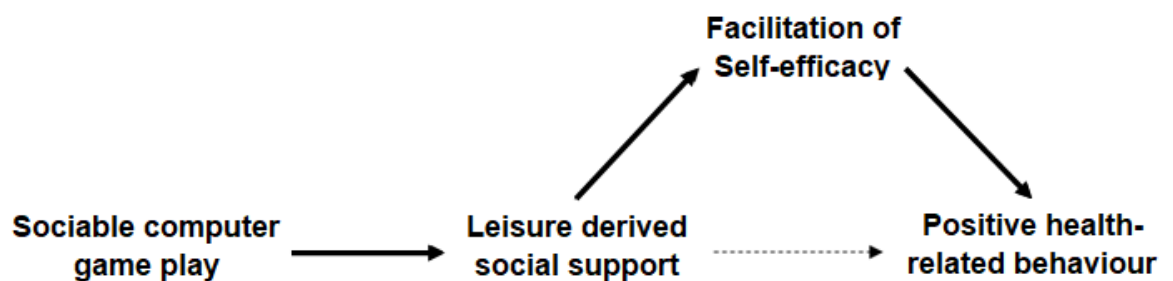 Facilitation of
Self-efficacy
Sociable computer
game play
Leisure derived
social support
Positive health-
related behaviour